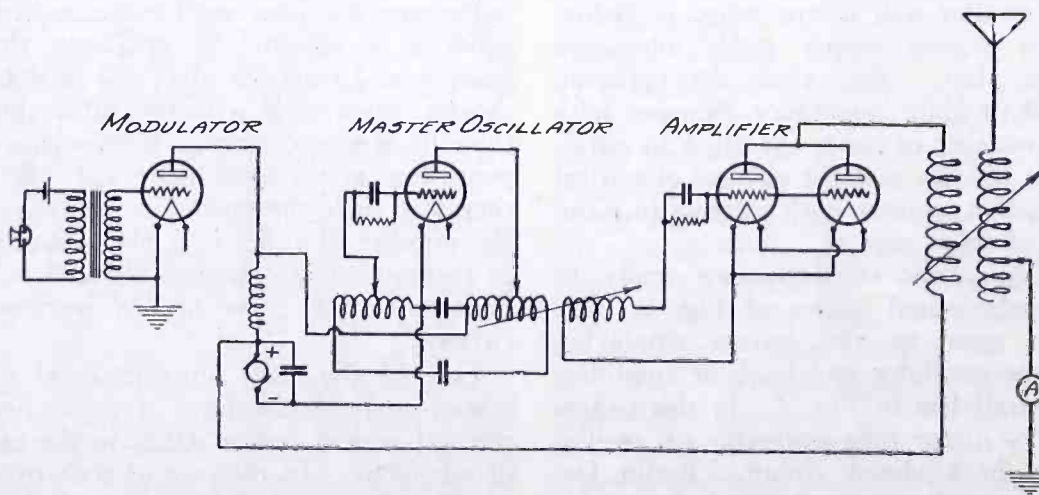 MODULATOR
MASTER OSCILLATOR
AMPLIFIER
+
-
A